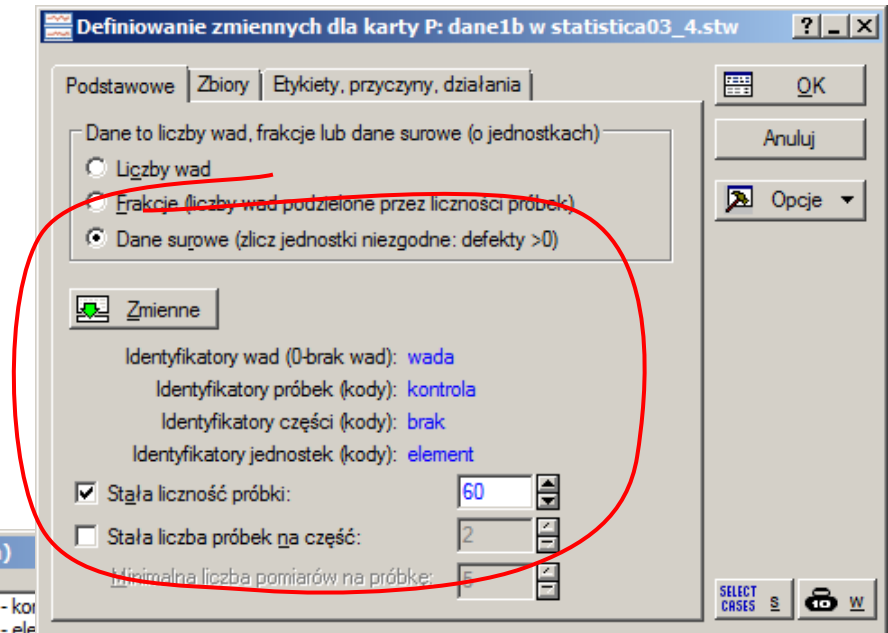 Definiowanie zmiennych dla karty P: dane1b w statistica03_4.stw
Podstawowe Zbiory Etykiety, przyczyny, działania
OK
Anuluj
Opcje
Dane to liczby wad, frakcje lub dane surowe (o jednostkach)
Liczby wad
Frakcje (liczby wad podzielone przez liczności próbek)
Dane surowe (zlicz jednostki niezgodne: defekty >0)
Zmienne
Identyfikatory wad (0-brak wad): wada
Identyfikatory próbek (kody): kontrola
Identyfikatory części (kody): brak
Identyfikatory jednostek (kody): element
Stała liczność próbki: 60
Stała liczba próbek na część: 2
Minimalna liczba pomiarów na próbkę: 5
SELECT
CASES S W
)
- kor
- ele